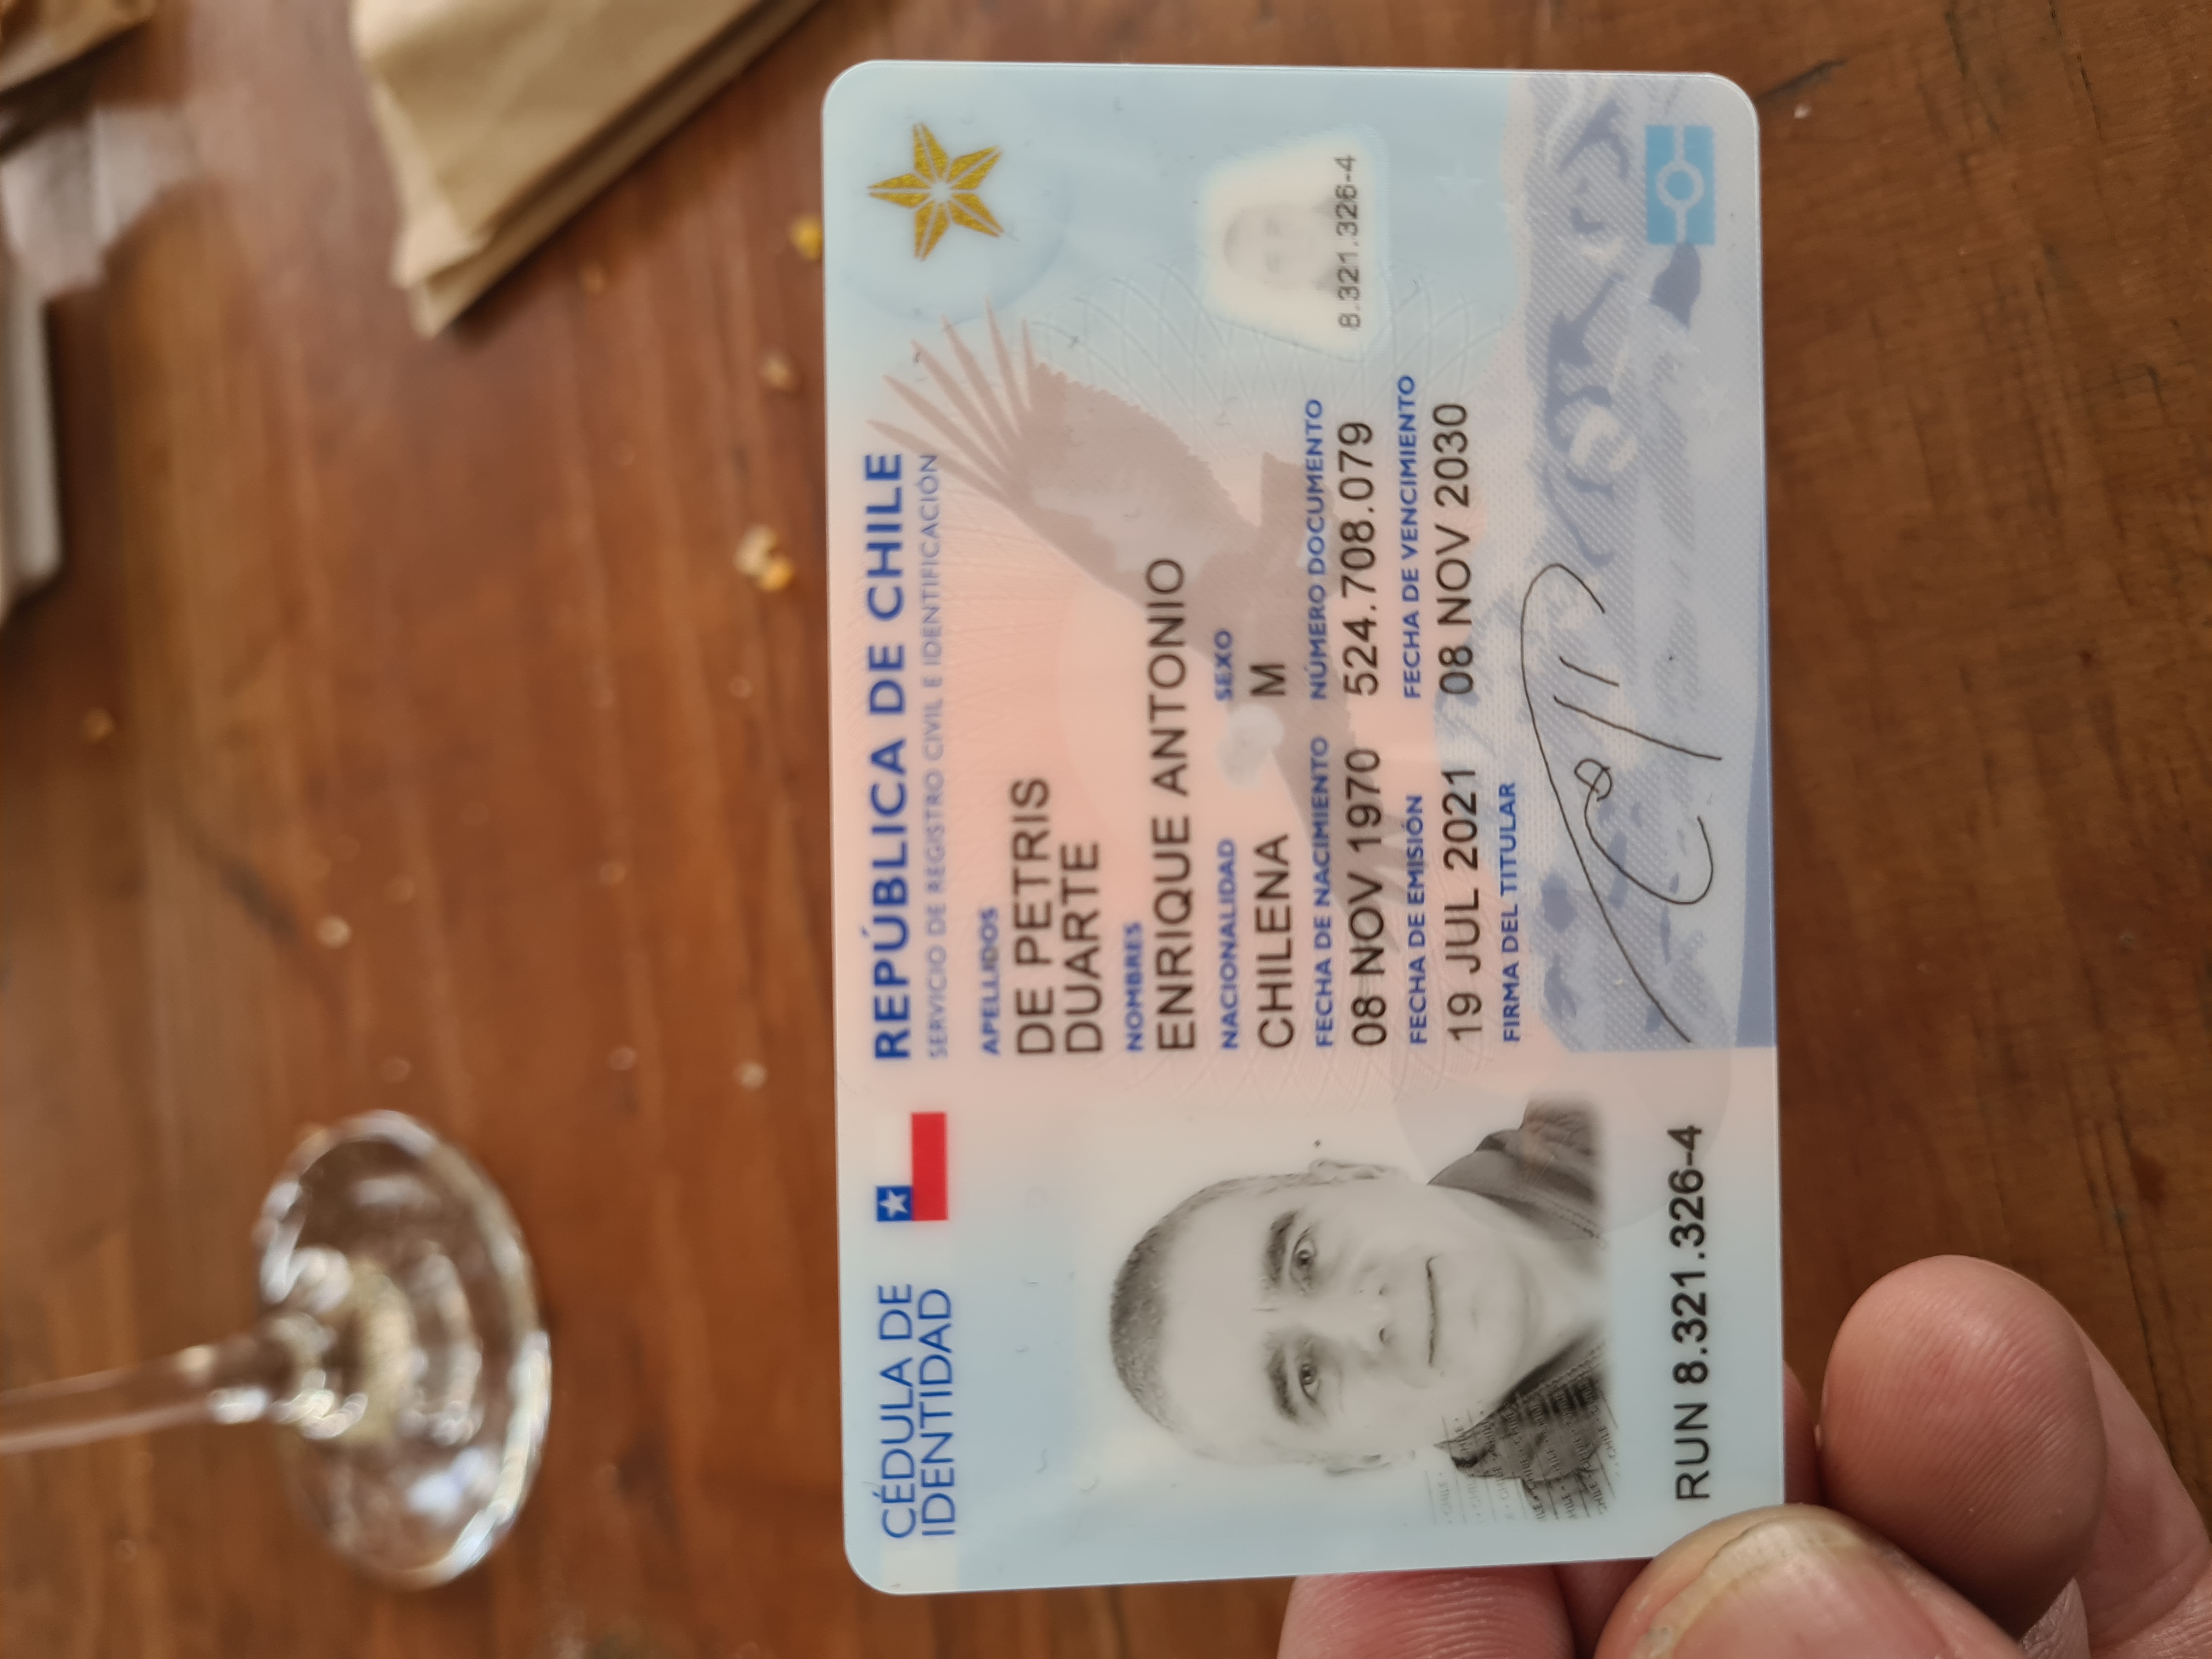 CÉDULA DE
IDENTIDAD
REPÚBLICA DE CHILE
SERVICIO DE REGISTRO CIVIL E IDENTIFICACIÓN
APELLIDOS
DE PETRIS
DUARTE
NOMBRES
ENRIQUE ANTONIO
NACIONALIDAD SEXO
CHILENA M
FECHA DE NACIMIENTO NÚMERO DOCUMENTO
08 NOV 1970 524.708.079
8.321.326-4
FECHA DE EMISIÓN FECHA DE VENCIMIENTO
19 JUL 2021 08 NOV 2030
FIRMA DEL TITULAR
RUN 8.321.326-4